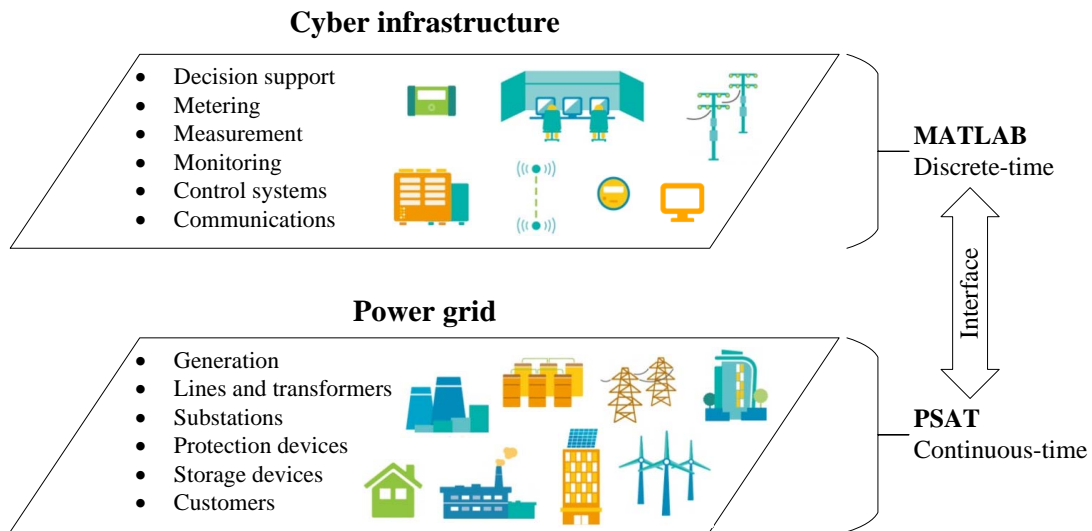 Cyber infrastructure
• Decision support
• Metering
• Measurement
• Monitoring
• Control systems
• Communications
MATLAB
Discrete-time
Interface
Power grid
• Generation
• Lines and transformers
• Substations
• Protection devices
• Storage devices
• Customers
PSAT
Continuous-time